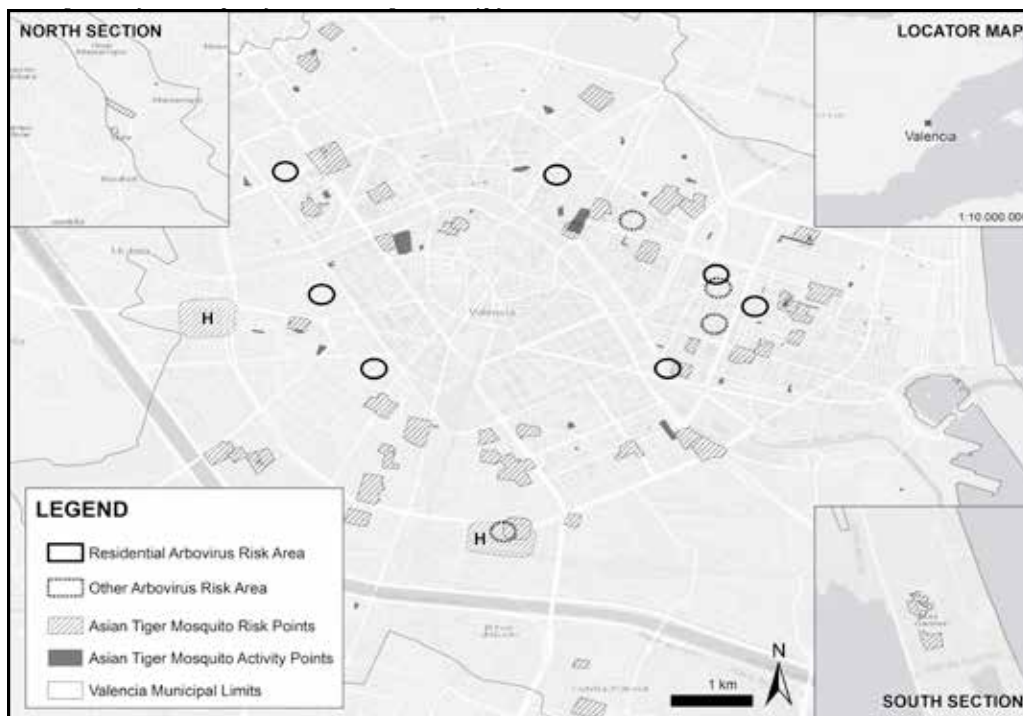 NORTH SECTION
LOCATOR MAP
Valencia
1:10.000.000
H
Valencia
H
LEGEND
Residential Arbovirus Risk Area
Other Arbovirus Risk Area
Asian Tiger Mosquito Risk Points
Asian Tiger Mosquito Activity Points
Valencia Municipal Limits
N
1 km
SOUTH SECTION